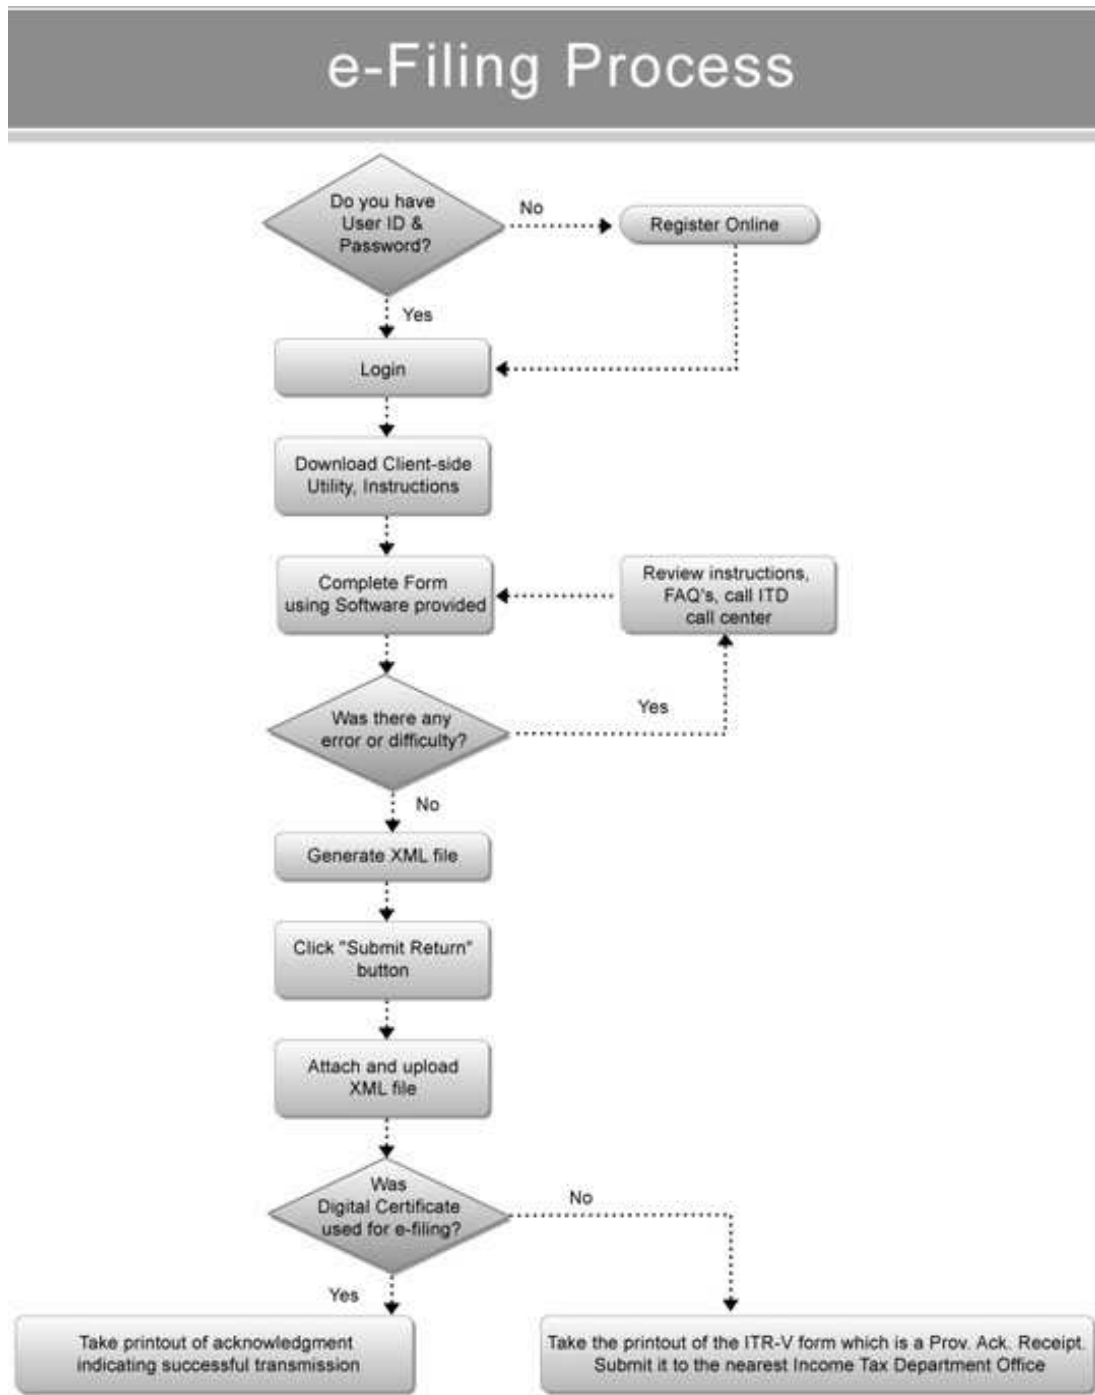 e-Filing Process
Do you have
User ID &
Password?
No
Register Online
Yes
Login
Download Client-side
Utility, Instructions
Complete Form
using Software provided
Review instructions,
FAQ's, call ITD
call center
Was there any
error or difficulty?
Yes
No
Generate XML file
Click "Submit Return"
button
Attach and upload
XML file
Was
Digital Certificate
used for e-filing?
No
Yes
Take printout of acknowledgment
indicating successful transmission
Take the printout of the ITR-V form which is a Prov. Ack. Receipt.
Submit it to the nearest Income Tax Department Office